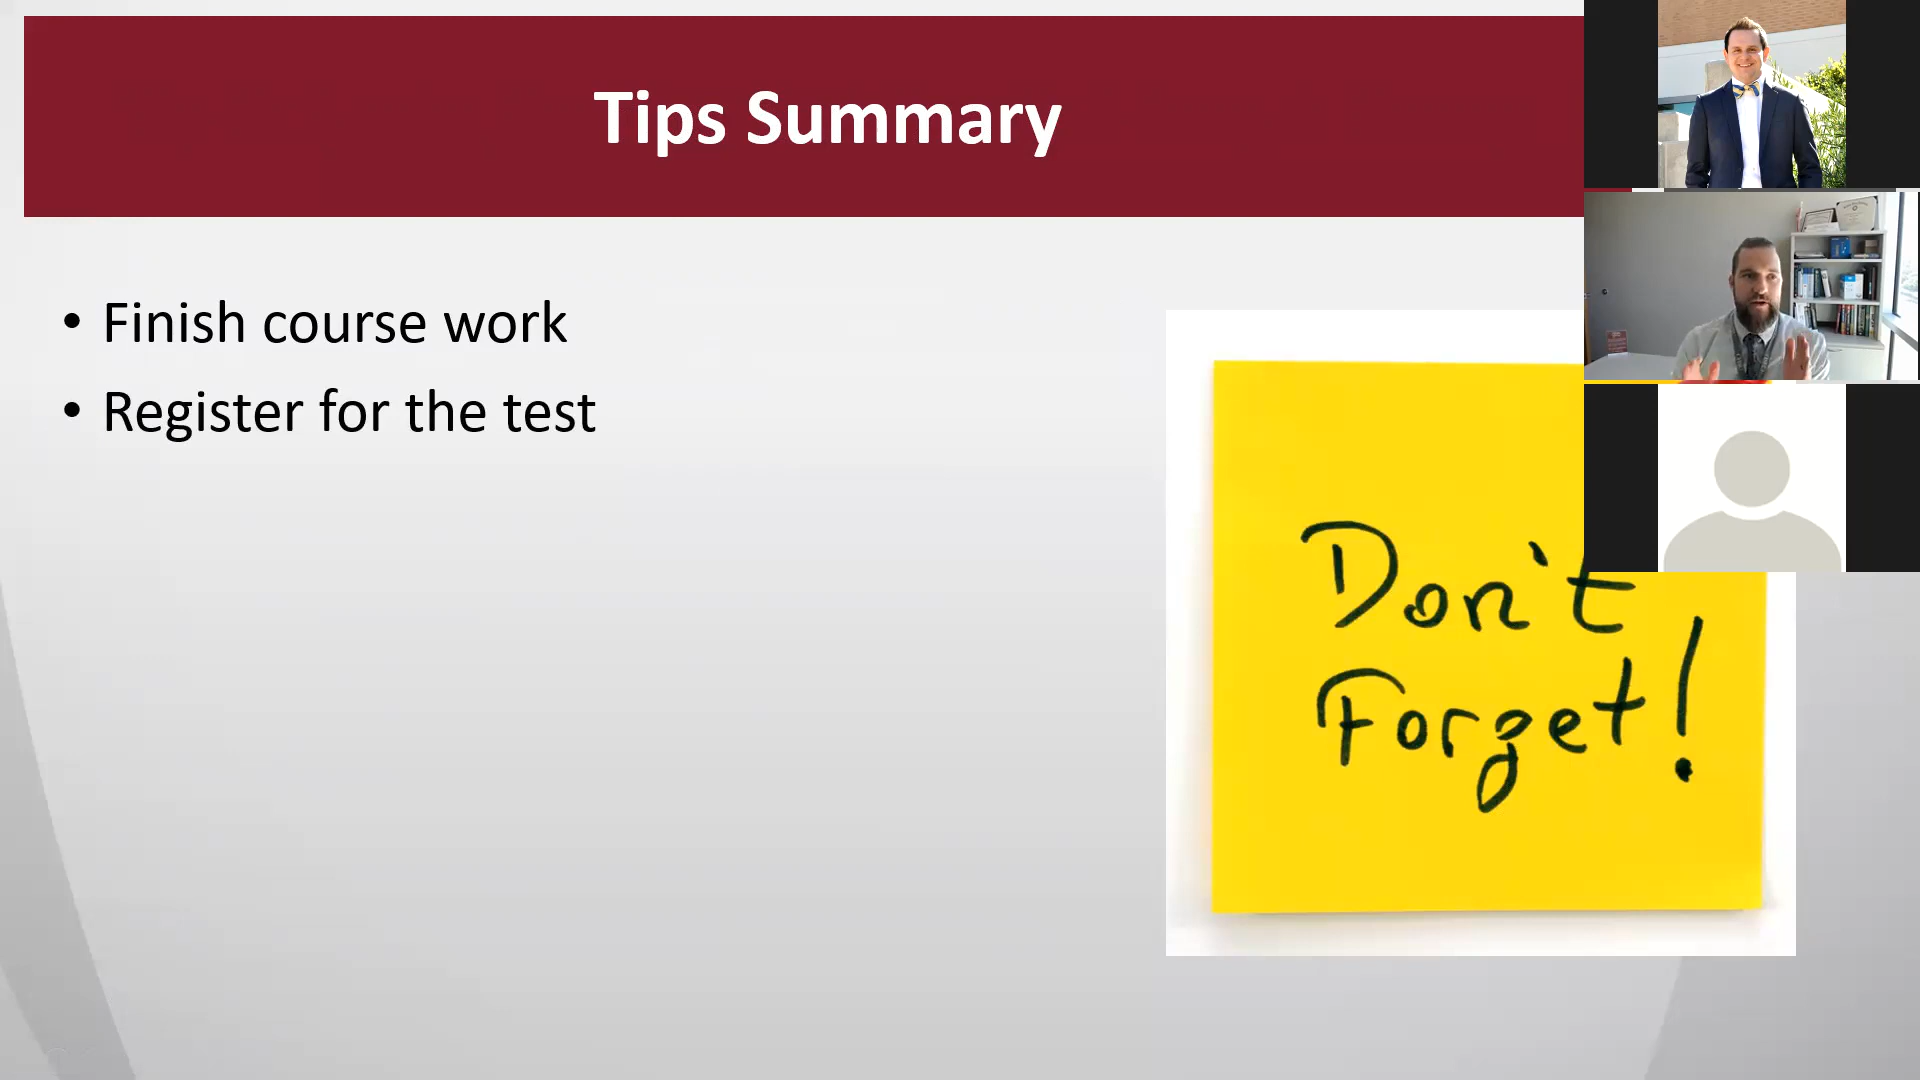 Tips Summary
• Finish course work
• Register for the test
Don't
Forget!